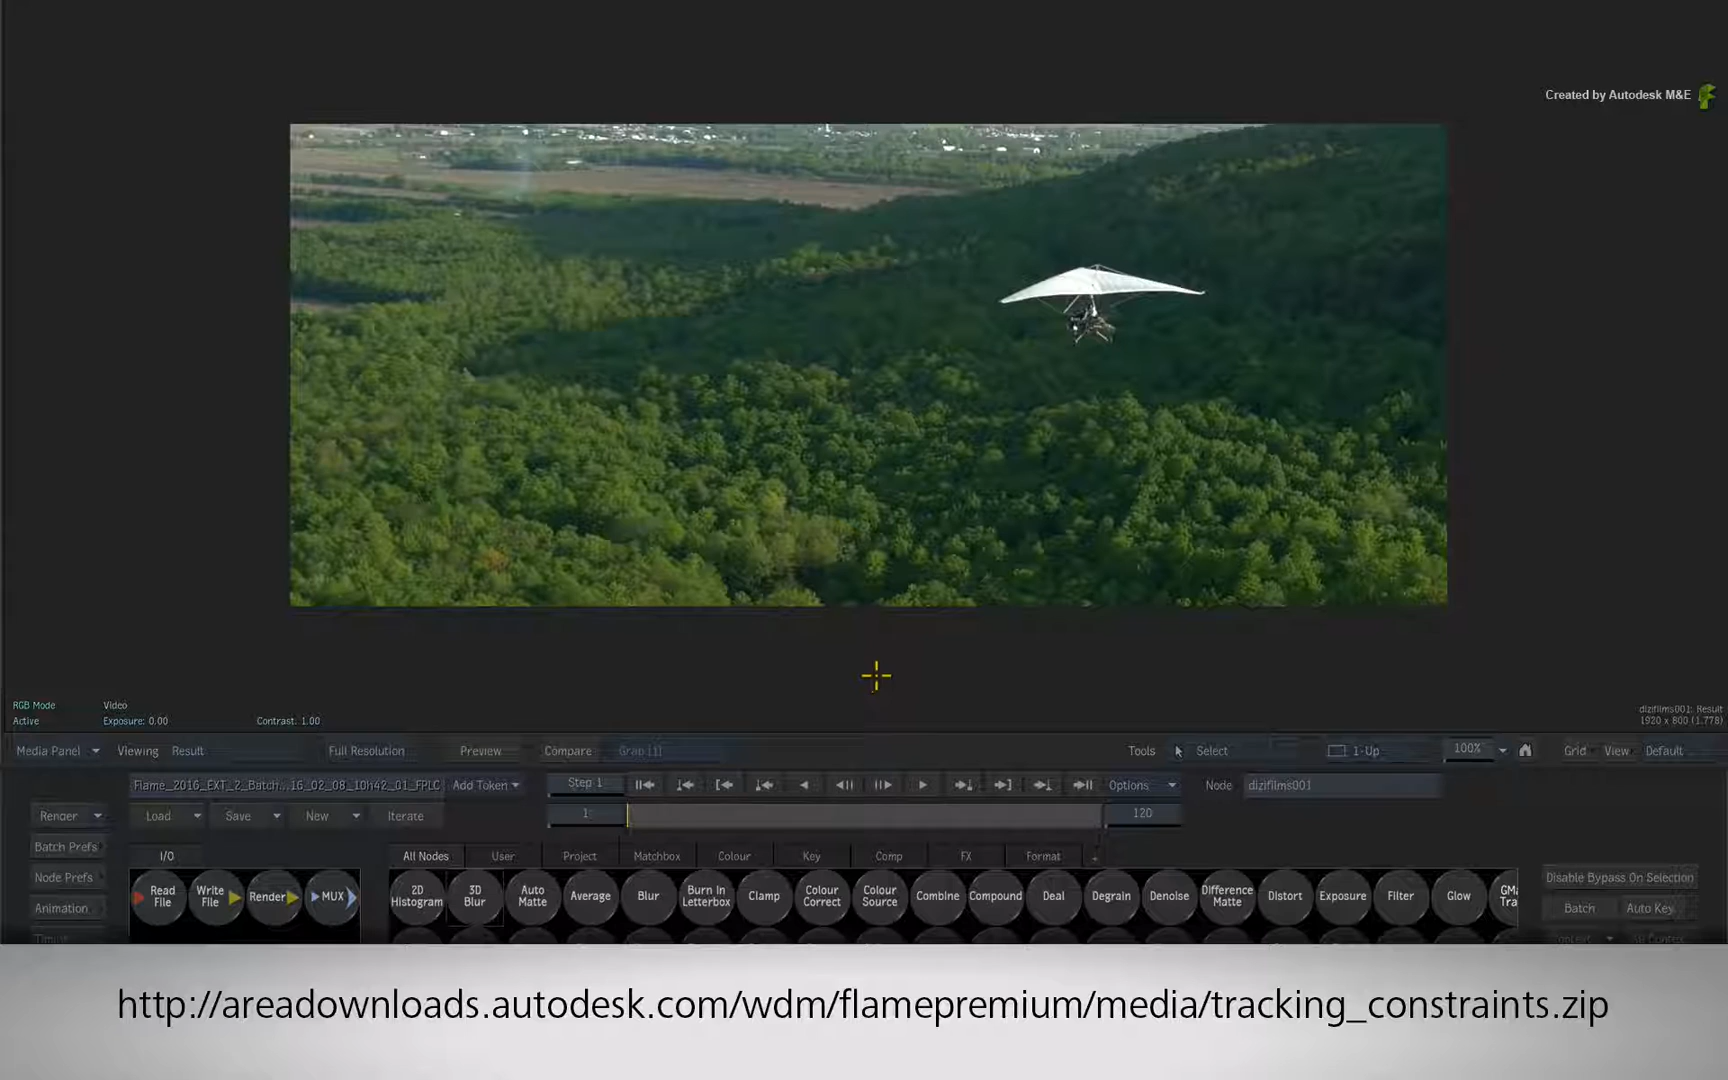 Created by Autodesk M&E
RGB Mode
Video
Active
Exposure: 0.00
Contrast: 1.00
dizifilms001: Result
1920 x 800 (1.778)
Media Panel
Viewing
Result
Full Resolution
Preview
Compare
Grab [1]
Tools
Select
1-Up
100%
Grid
View
Default
Flame_2016_EXT_2_Batch...16_02_08_10h42_01_FPLC
Add Token
Step 1
Options
Node
dizifilms001
Render
Load
Save
New
Iterate
1
120
Batch Prefs
I/O
All Nodes
User
Project
Matchbox
Colour
Key
Comp
FX
Format
Node Prefs
Animation
Read File
Write File
Render
MUX
2D Histogram
3D Blur
Auto Matte
Average
Blur
Burn In Letterbox
Clamp
Colour Correct
Colour Source
Combine
Compound
Deal
Degrain
Denoise
Difference Matte
Distort
Exposure
Filter
Glow
Disable Bypass On Selection
Batch
Auto Key
http://areadownloads.autodesk.com/wdm/flamepremium/media/tracking_constraints.zip